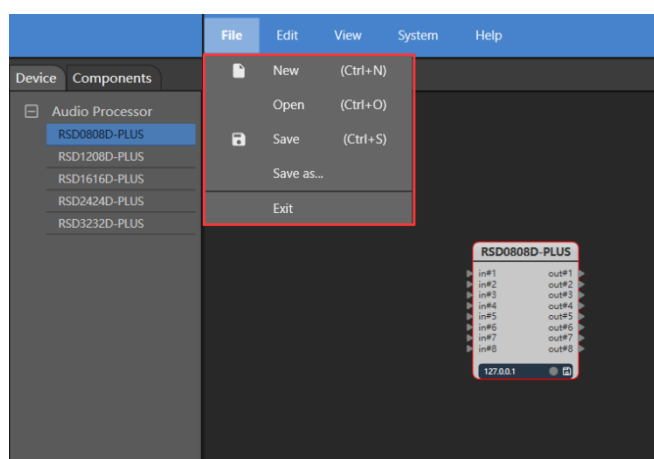 File Edit View System Help
Device Components
New (Ctrl+N)
Open (Ctrl+O)
Save (Ctrl+S)
Save as...
Exit
Audio Processor
RSD0808D-PLUS
RSD1208D-PLUS
RSD1616D-PLUS
RSD2424D-PLUS
RSD3232D-PLUS
RSD0808D-PLUS
in#1 out#1
in#2 out#2
in#3 out#3
in#4 out#4
in#5 out#5
in#6 out#6
in#7 out#7
in#8 out#8
127.0.0.1